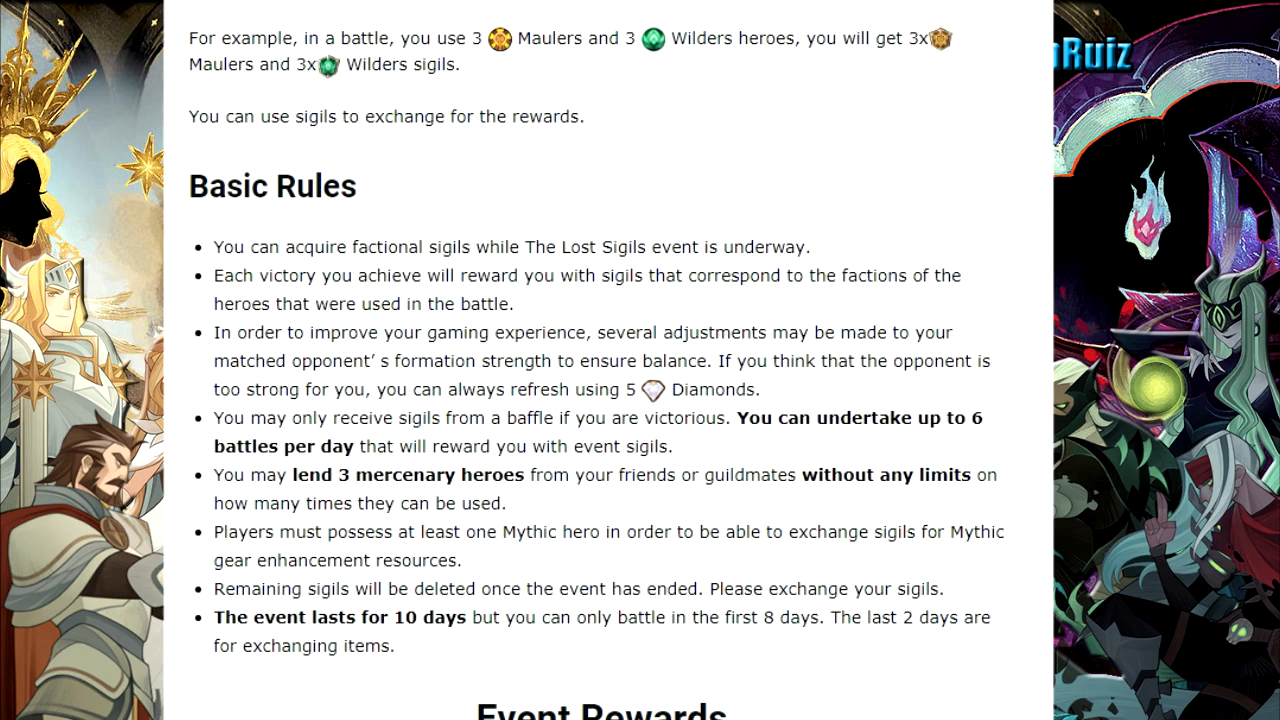 For example, in a battle, you use 3 Maulers and 3 Wilders heroes, you will get 3x
Maulers and 3x Wilders sigils.
You can use sigils to exchange for the rewards.
Basic Rules
• You can acquire factional sigils while The Lost Sigils event is underway.
• Each victory you achieve will reward you with sigils that correspond to the factions of the
heroes that were used in the battle.
• In order to improve your gaming experience, several adjustments may be made to your
matched opponent’ s formation strength to ensure balance. If you think that the opponent is
too strong for you, you can always refresh using 5 Diamonds.
• You may only receive sigils from a baffle if you are victorious. You can undertake up to 6
battles per day that will reward you with event sigils.
• You may lend 3 mercenary heroes from your friends or guildmates without any limits on
how many times they can be used.
• Players must possess at least one Mythic hero in order to be able to exchange sigils for Mythic
gear enhancement resources.
• Remaining sigils will be deleted once the event has ended. Please exchange your sigils.
• The event lasts for 10 days but you can only battle in the first 8 days. The last 2 days are
for exchanging items.
Event Rewards